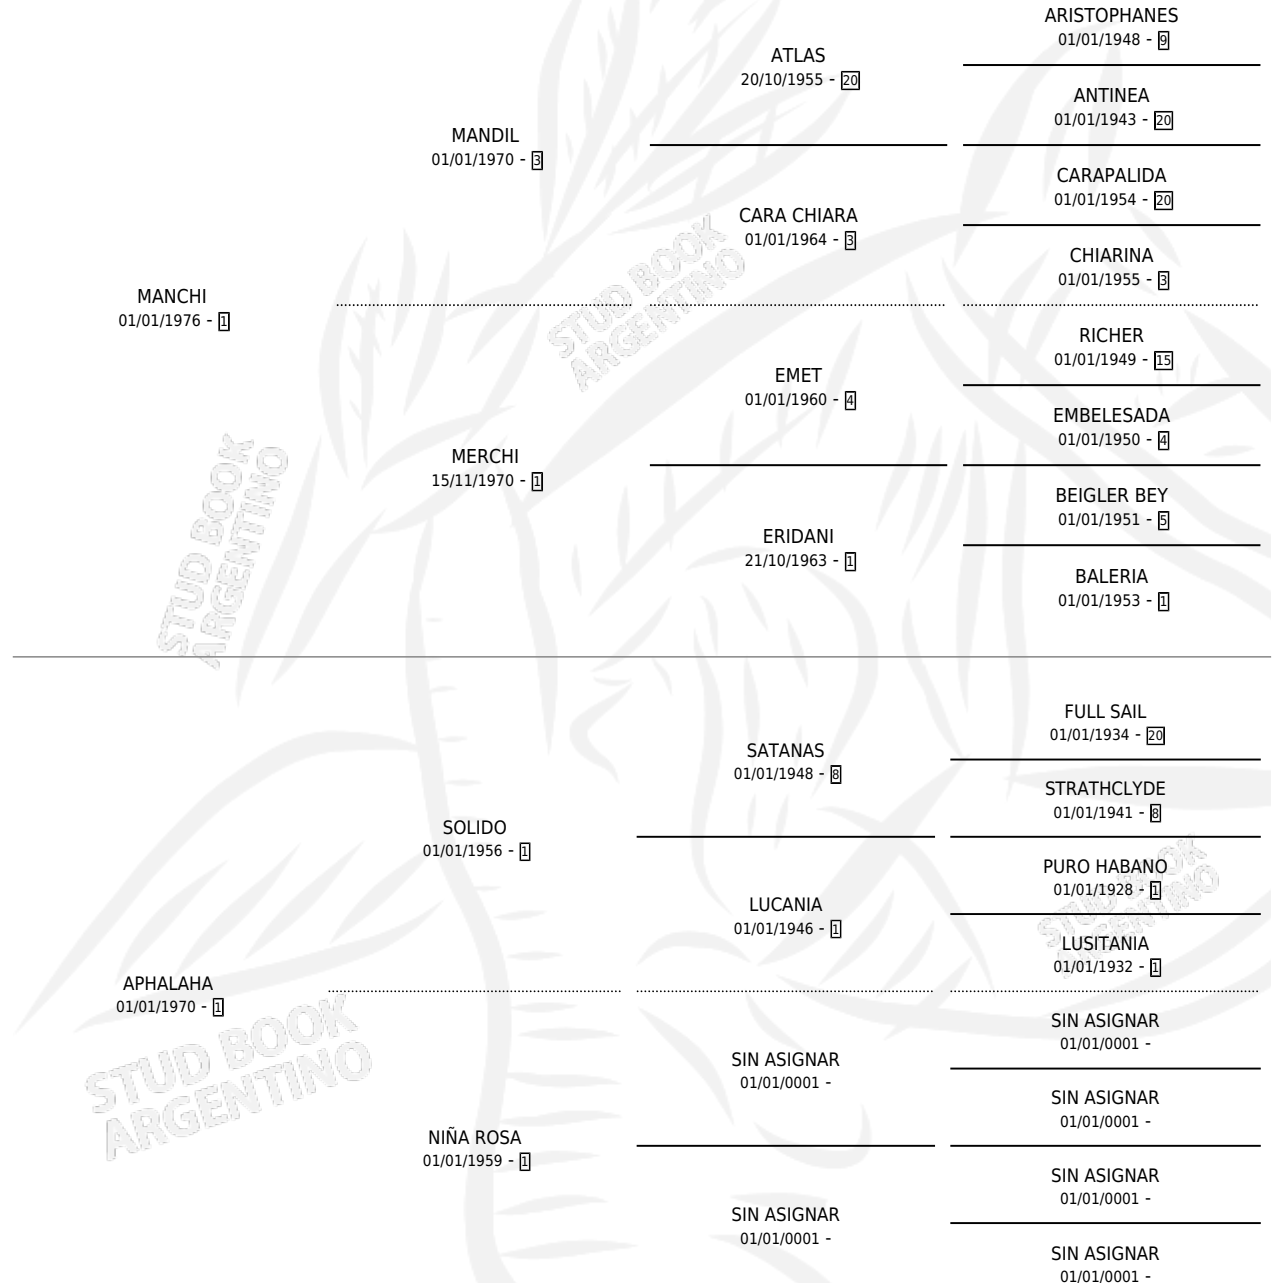 ARISTOPHANES
01/01/1948 - 9
ATLAS
20/10/1955 - 20
ANTINEA
01/01/1943 - 20
MANDIL
01/01/1970 - 3
CARAPALIDA
01/01/1954 - 20
CARA CHIARA
01/01/1964 - 3
CHIARINA
01/01/1955 - 3
MANCHI
01/01/1976 - 1
RICHER
01/01/1949 - 15
EMET
01/01/1960 - 4
EMBELESADA
01/01/1950 - 4
MERCHI
15/11/1970 - 1
BEIGLER BEY
01/01/1951 - 5
ERIDANI
21/10/1963 - 1
BALERIA
01/01/1953 - 1
FULL SAIL
01/01/1934 - 20
SATANAS
01/01/1948 - 8
STRATHCLYDE
01/01/1941 - 8
SOLIDO
01/01/1956 - 1
PURO HABANO
01/01/1928 - 1
LUCANIA
01/01/1946 - 1
LUSITANIA
01/01/1932 - 1
APHALAHA
01/01/1970 - 1
SIN ASIGNAR
01/01/0001 -
SIN ASIGNAR
01/01/0001 -
SIN ASIGNAR
01/01/0001 -
NIÑA ROSA
01/01/1959 - 1
SIN ASIGNAR
01/01/0001 -
SIN ASIGNAR
01/01/0001 -
SIN ASIGNAR
01/01/0001 -
STUD BOOK
ARGENTINO
STUD BOOK
ARGENTINO
STUD BOOK
ARGENTINO
STUD BOOK
ARGENTINO